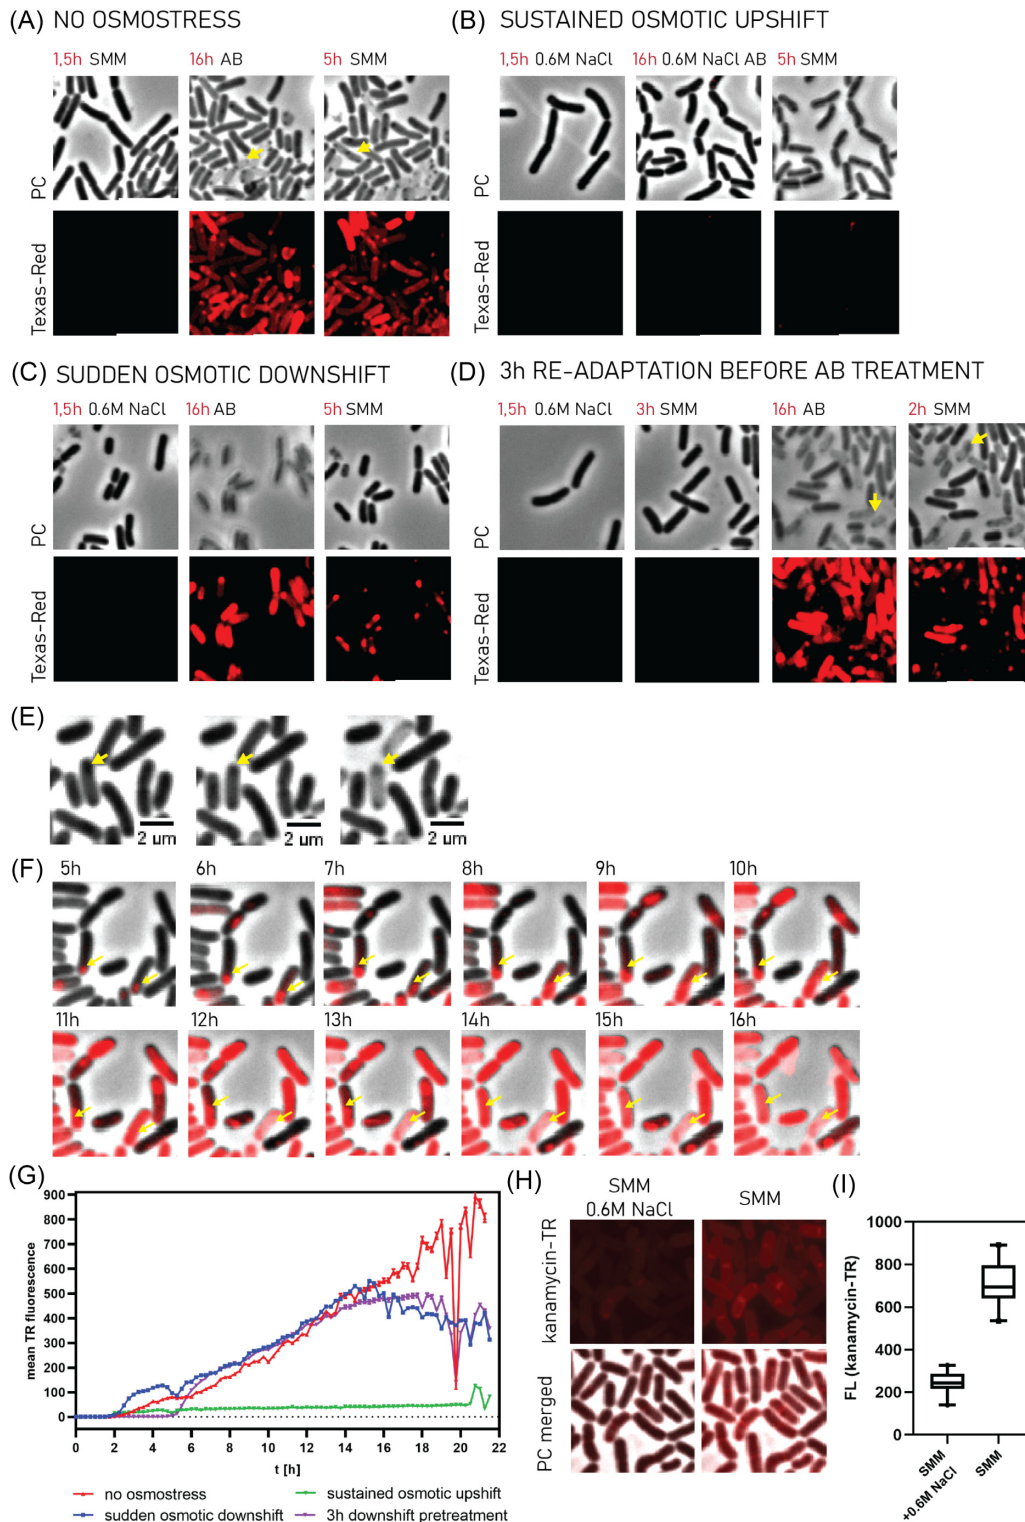 (A) NO OSMOSTRESS
1,5h SMM 16h AB 5h SMM
PC
Texas-Red
(B) SUSTAINED OSMOTIC UPSHIFT
1,5h 0.6M NaCl 16h 0.6M NaCl AB 5h SMM
PC
Texas-Red
(C) SUDDEN OSMOTIC DOWNSHIFT
1,5h 0.6M NaCl 16h AB 5h SMM
PC
Texas-Red
(D) 3h RE-ADAPTATION BEFORE AB TREATMENT
1,5h 0.6M NaCl 3h SMM 16h AB 2h SMM
PC
Texas-Red
(E)
2 um 2 um 2 um
(F)
5h 6h 7h 8h 9h 10h
11h 12h 13h 14h 15h 16h
(G)
mean TR fluorescence
900
800
700
600
500
400
300
200
100
0
0 2 4 6 8 10 12 14 16 18 20 22
t [h]
no osmostress
sustained osmotic upshift
sudden osmotic downshift
3h downshift pretreatment
(H)
SMM
0.6M NaCl
SMM
kanamycin-TR
PC merged
(I)
FL (kanamycin-TR)
1000
800
600
400
200
0
SMM
+0.6M NaCl
SMM